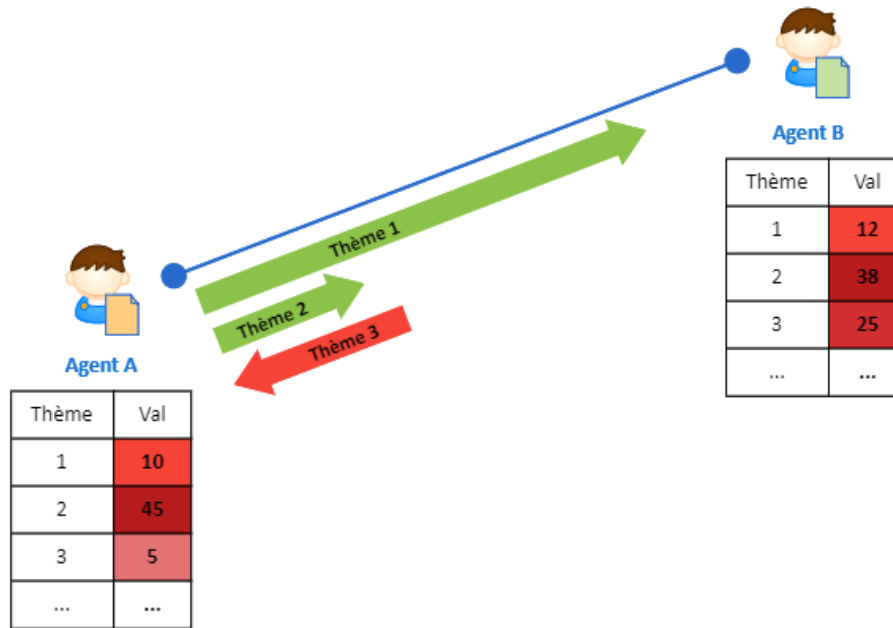 Agent B
Thème Val
1 12
2 38
3 25
... ...
Thème 1
Thème 2
Thème 3
Agent A
Thème Val
1 10
2 45
3 5
... ...